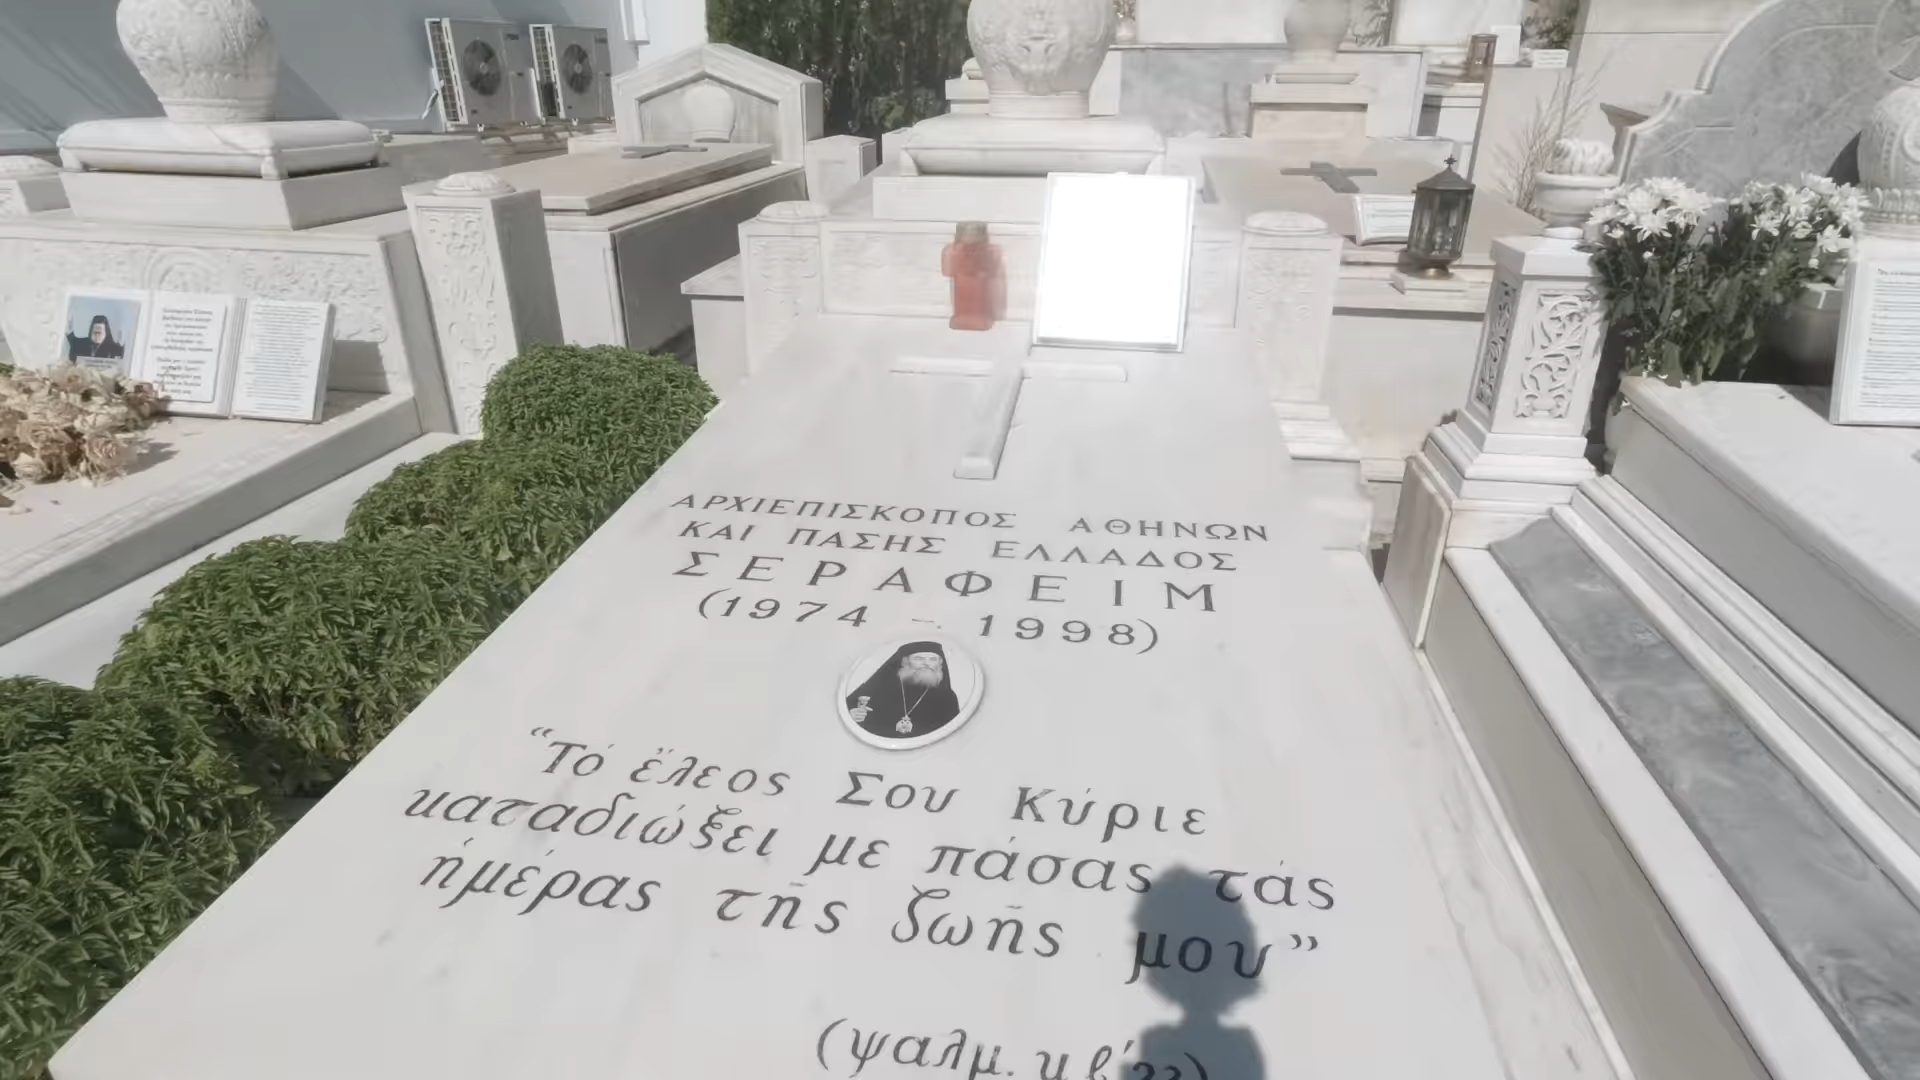 ΑΡΧΙΕΠΙΣΚΟΠΟΣ ΑΘΗΝΩΝ
ΚΑΙ ΠΑΣΗΣ ΕΛΛΑΔΟΣ
ΣΕΡΑΦΕΙΜ
(1974 - 1998)
“Τό ἔλεος Σου Κύριε
καταδιώξει με πάσας τάς
ἡμέρας τῆς ζωῆς μου”
(ψαλμ.